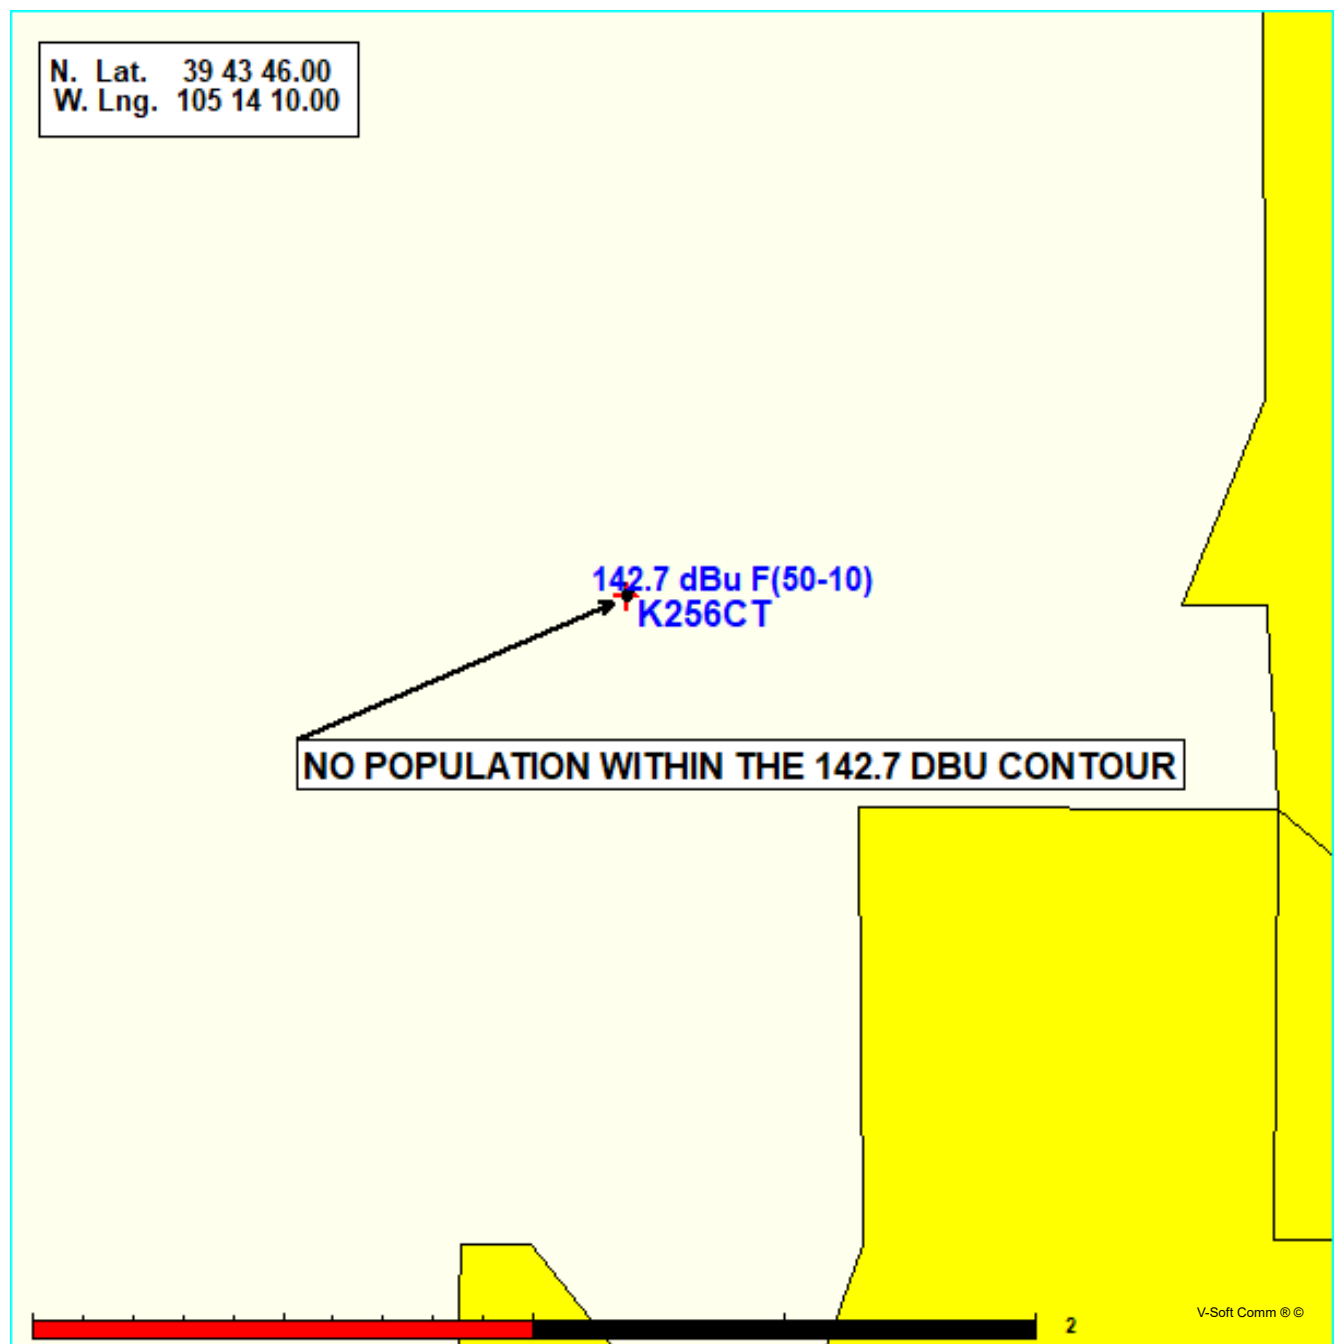 N. Lat. 39 43 46.00
W. Lng. 105 14 10.00
142.7 dBu F(50-10)
K256CT
NO POPULATION WITHIN THE 142.7 DBU CONTOUR
V-Soft Comm ® ©
2